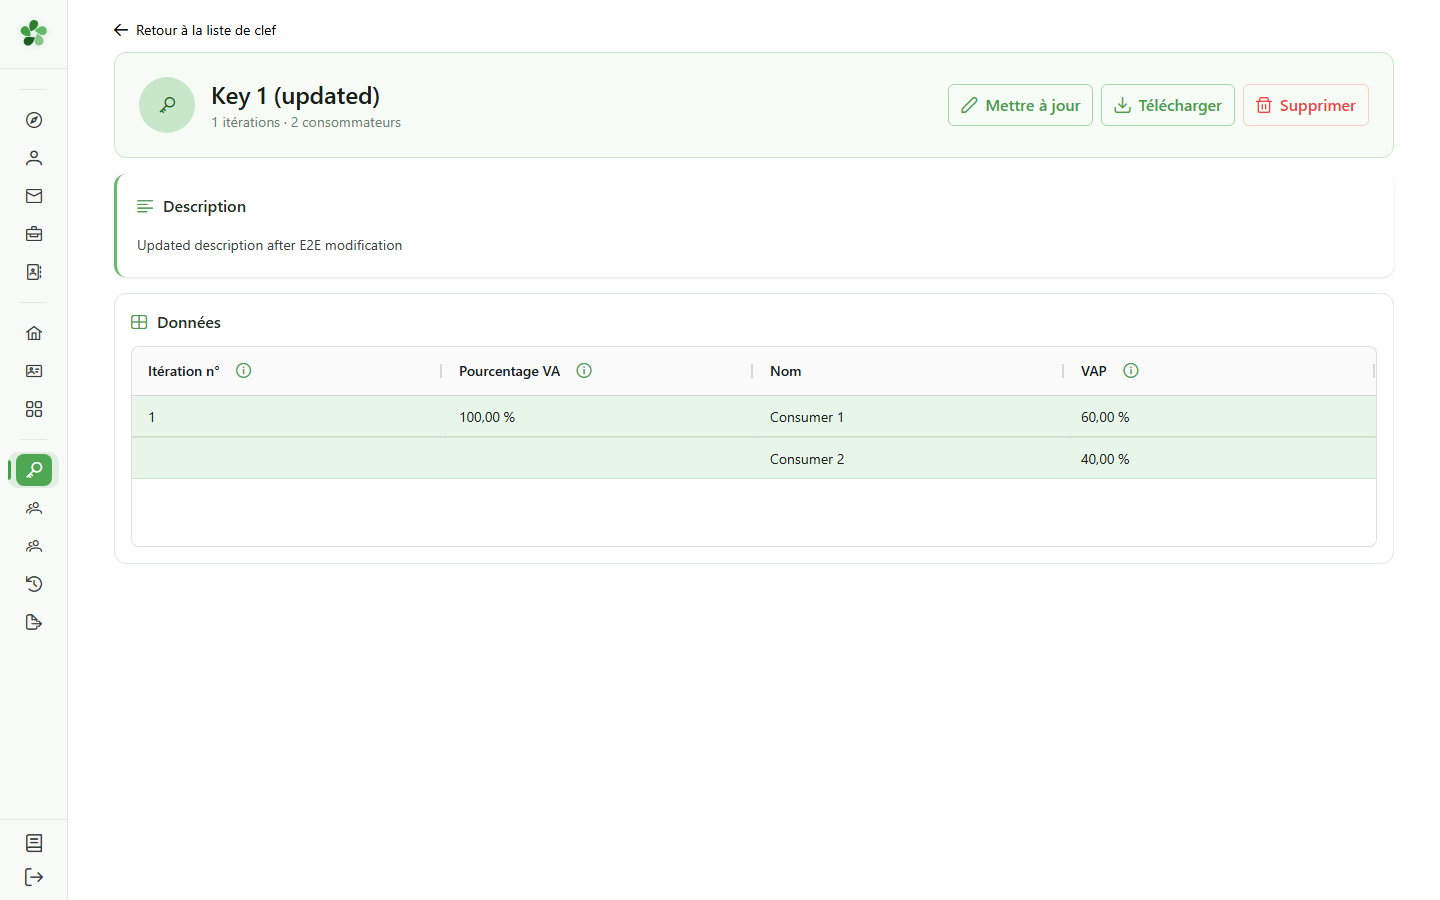 Retour à la liste de clef
Key 1 (updated)
1 itérations · 2 consommateurs
Mettre à jour
Télécharger
Supprimer
Description
Updated description after E2E modification
Données
Itération n° Pourcentage VA Nom VAP
1 100,00 % Consumer 1 60,00 %
Consumer 2 40,00 %